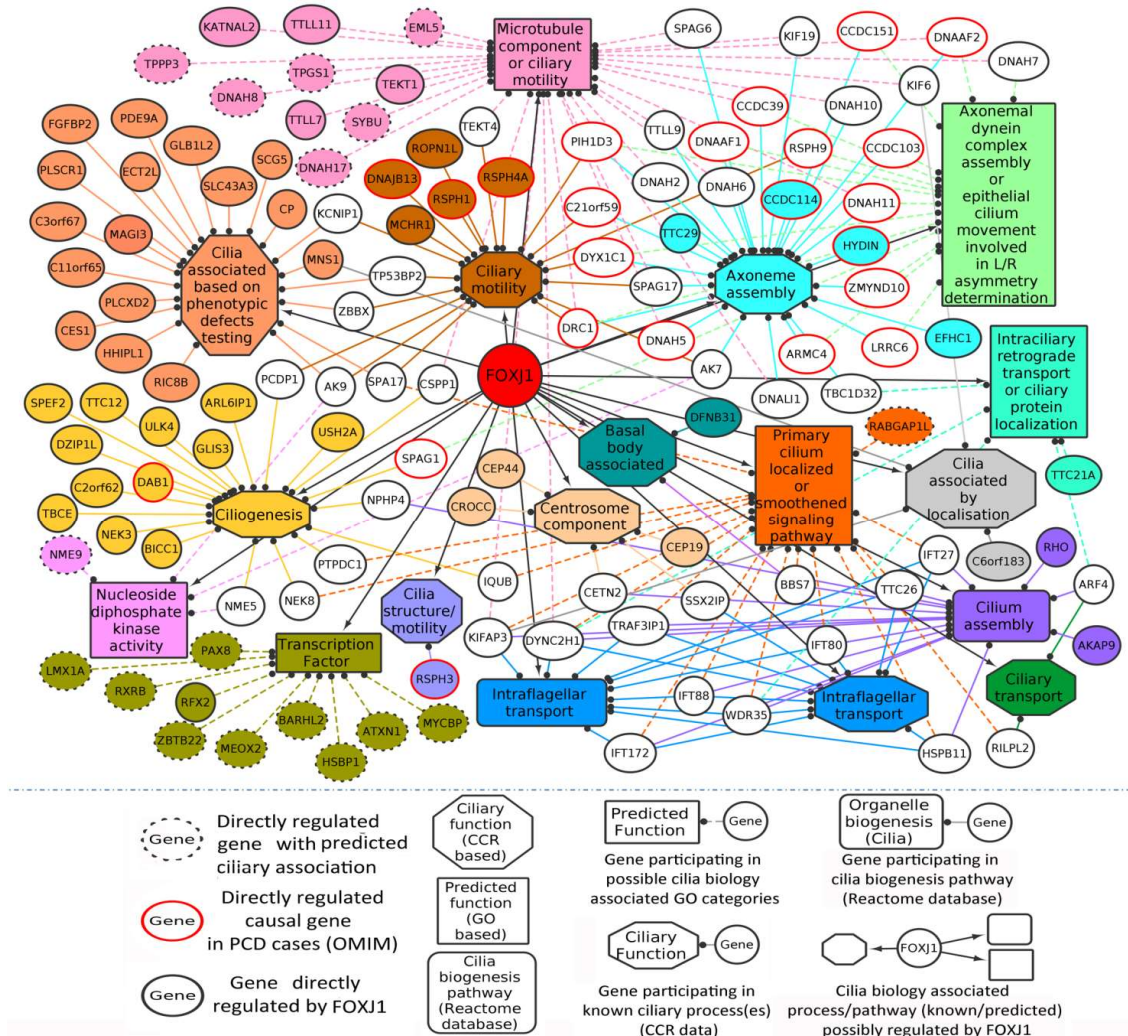 KATNAL2
TTLL11
EML5
Microtubule
component
or ciliary
motility
SPAG6
KIF19
CCDC151
DNAAF2
DNAH7
TPPP3
TPGS1
DNAH8
TEKT1
TTLL7
SYBU
DNAH17
TEKT4
KIF6
CCDC39
DNAH10
TTLL9
PIH1D3
DNAAF1
RSPH9
CCDC103
Axonemal
dynein
complex
assembly
or
epithelial
cilium
movement
involved
in L/R
asymmetry
determination
FGFBP2
PDE9A
GLB1L2
PLSCR1
ECT2L
SCG5
SLC43A3
C3orf67
MAGI3
CP
KCNIP1
C11orf65
MNS1
PLCXD2
CES1
HHIPL1
RIC8B
Cilia
associated
based on
phenotypic
defects
testing
ROPN1L
DNAJB13
RSPH4A
RSPH1
MCHR1
DNAH2
DNAH6
C21orf59
CCDC114
DNAH11
TTC29
HYDIN
DYX1C1
TP53BP2
Ciliary
motility
SPAG17
Axoneme
assembly
ZMYND10
ZBBX
DRC1
DNAH5
ARMC4
LRRC6
EFHC1
Intraciliary
retrograde
transport
or ciliary
protein
localization
PCDP1
AK9
SPA17
CSPP1
FOXJ1
AK7
DNALI1
TBC1D32
SPEF2
TTC12
ARL6IP1
ULK4
USH2A
DZIP1L
GLIS3
C2orf62
DAB1
TBCE
NEK3
BICC1
Ciliogenesis
SPAG1
NPHP4
CEP44
CROCC
Basal
body
associated
DFNB31
Centrosome
component
CEP19
Primary
cilium
localized
or
smoothened
signaling
pathway
RABGAP1L
Cilia
associated
by
localisation
TTC21A
C6orf183
NME9
Nucleoside
diphosphate
kinase
activity
NME5
PTPDC1
NEK8
IQUB
Cilia
structure/
motility
RSPH3
CETN2
SSX2IP
BBS7
TTC26
IFT27
RHO
ARF4
Cilium
assembly
AKAP9
KIFAP3
DYNC2H1
TRAF3IP1
IFT80
Transcription
Factor
PAX8
LMX1A
RXRB
RFX2
ZBTB22
MEOX2
BARHL2
HSBP1
ATXN1
MYCBP
Intraflagellar
transport
IFT88
WDR35
IFT172
Intraflagellar
transport
Ciliary
transport
HSPB11
RILPL2
Gene
Directly regulated
gene with predicted
ciliary association
Gene
Directly regulated
causal gene
in PCD cases (OMIM)
Gene
Gene directly
regulated by FOXJ1
Ciliary
function
(CCR
based)
Predicted
function
(GO
based)
Cilia
biogenesis
pathway
(Reactome
database)
Predicted
Function
Gene
Gene participating in
possible cilia biology
associated GO categories
Ciliary
Function
Gene
Gene participating in
known ciliary process(es)
(CCR data)
Organelle
biogenesis
(Cilia)
Gene
Gene participating in
cilia biogenesis pathway
(Reactome database)
FOXJ1
Cilia biology associated
process/pathway (known/predicted)
possibly regulated by FOXJ1